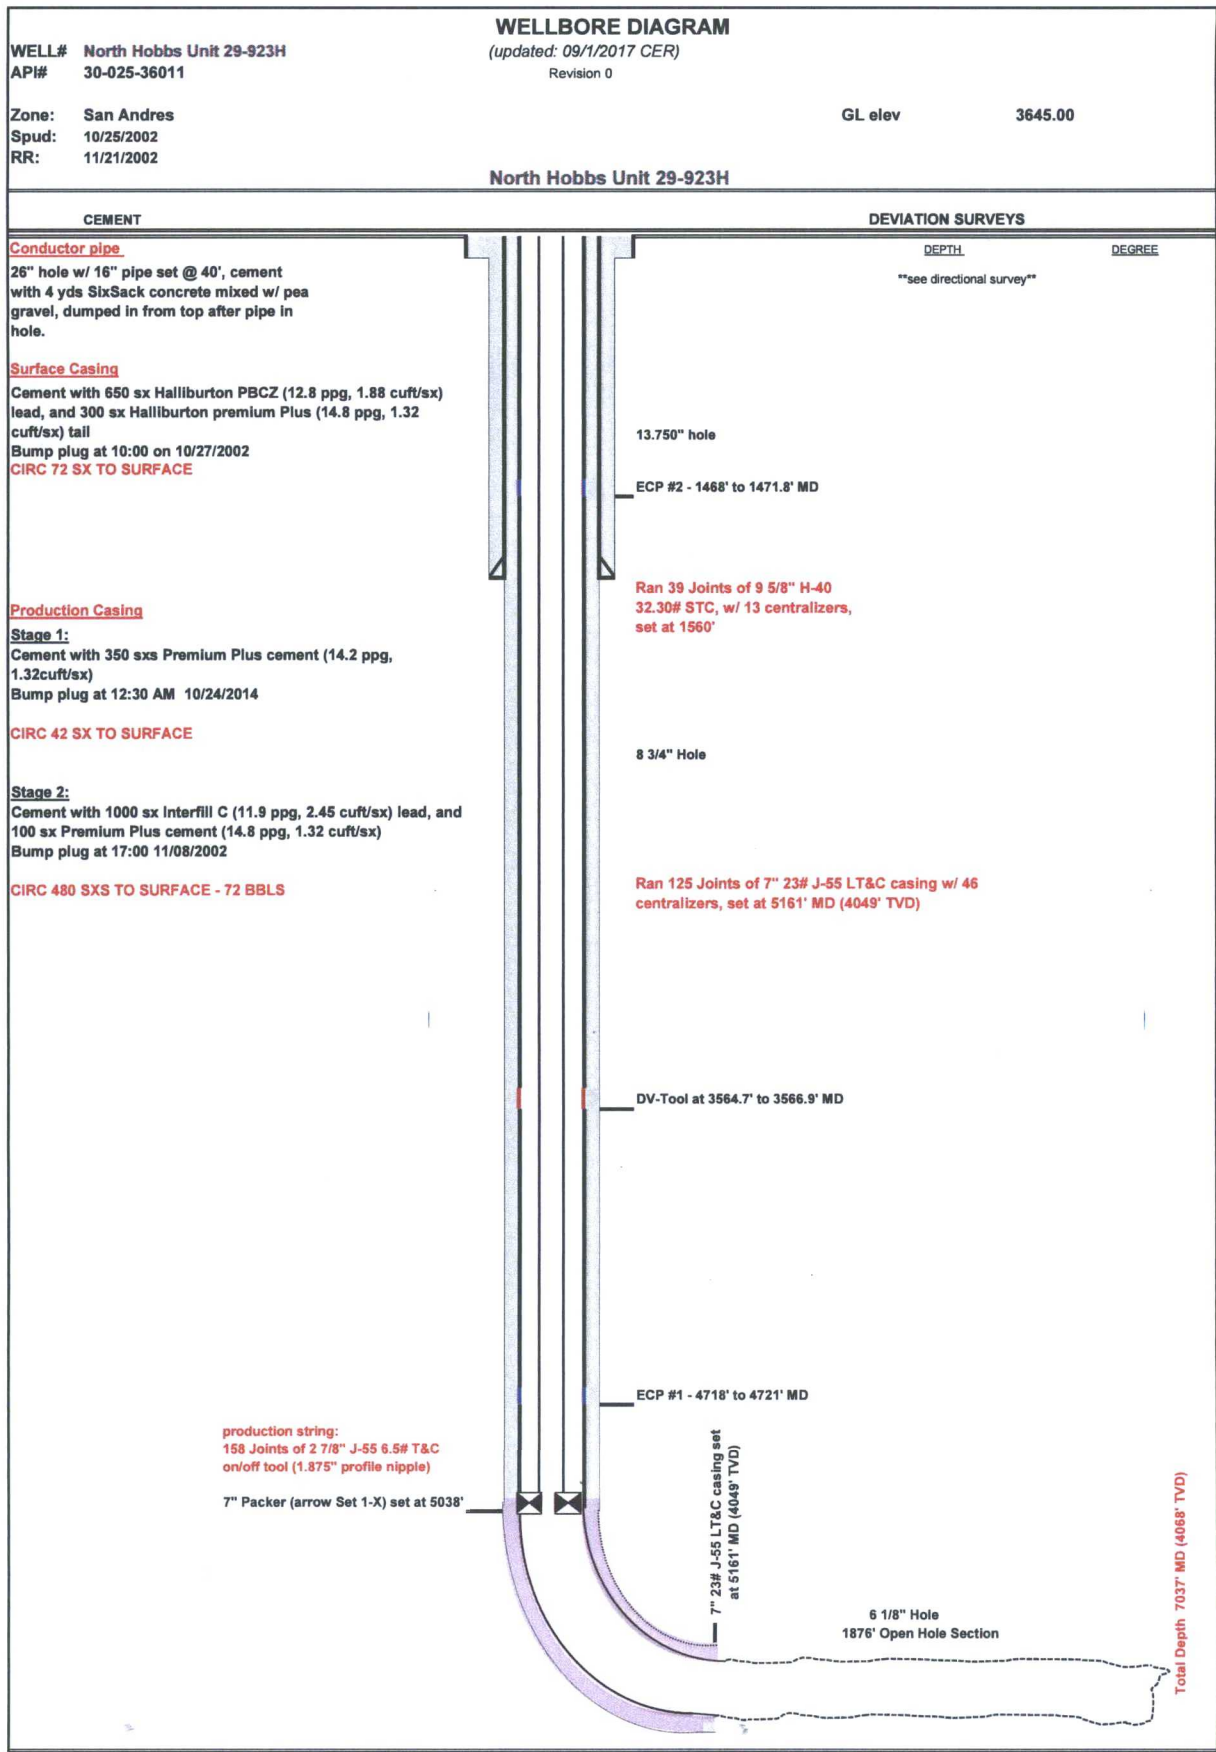 WELLBORE DIAGRAM
WELL# North Hobbs Unit 29-923H
(updated: 09/1/2017 CER)
API# 30-025-36011
Revision 0
Zone: San Andres
GL elev 3645.00
Spud: 10/25/2002
RR: 11/21/2002
North Hobbs Unit 29-923H
CEMENT
DEVIATION SURVEYS
DEPTH DEGREE
**see directional survey**
Conductor pipe
26" hole w/ 16" pipe set @ 40', cement
with 4 yds SixSack concrete mixed w/ pea
gravel, dumped in from top after pipe in
hole.
Surface Casing
Cement with 650 sx Halliburton PBCZ (12.8 ppg, 1.88 cuft/sx)
lead, and 300 sx Halliburton premium Plus (14.8 ppg, 1.32
cuft/sx) tail
Bump plug at 10:00 on 10/27/2002
CIRC 72 SX TO SURFACE
13.750" hole
ECP #2 - 1468' to 1471.8' MD
Ran 39 Joints of 9 5/8" H-40
32.30# STC, w/ 13 centralizers,
set at 1560'
Production Casing
Stage 1:
Cement with 350 sxs Premium Plus cement (14.2 ppg,
1.32cuft/sx)
Bump plug at 12:30 AM 10/24/2014
CIRC 42 SX TO SURFACE
8 3/4" Hole
Stage 2:
Cement with 1000 sx Interfill C (11.9 ppg, 2.45 cuft/sx) lead, and
100 sx Premium Plus cement (14.8 ppg, 1.32 cuft/sx)
Bump plug at 17:00 11/08/2002
CIRC 480 SXS TO SURFACE - 72 BBLS
Ran 125 Joints of 7" 23# J-55 LT&C casing w/ 46
centralizers, set at 5161' MD (4049' TVD)
DV-Tool at 3564.7' to 3566.9' MD
ECP #1 - 4718' to 4721' MD
production string:
158 Joints of 2 7/8" J-55 6.5# T&C
on/off tool (1.875" profile nipple)
7" Packer (arrow Set 1-X) set at 5038'
7" 23# J-55 LT&C casing set
at 5161' MD (4049' TVD)
6 1/8" Hole
1876' Open Hole Section
Total Depth 7037' MD (4068' TVD)